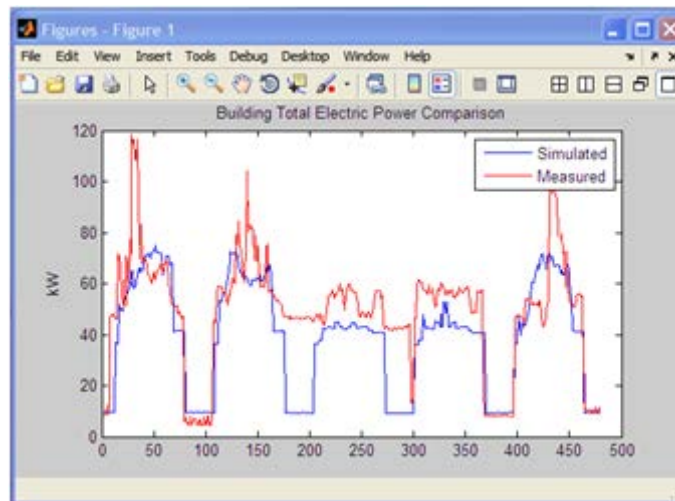 Figures - Figure 1
File Edit View Insert Tools Debug Desktop Window Help
Building Total Electric Power Comparison
Simulated
Measured
kW
120
100
80
60
40
20
0
0 50 100 150 200 250 300 350 400 450 500